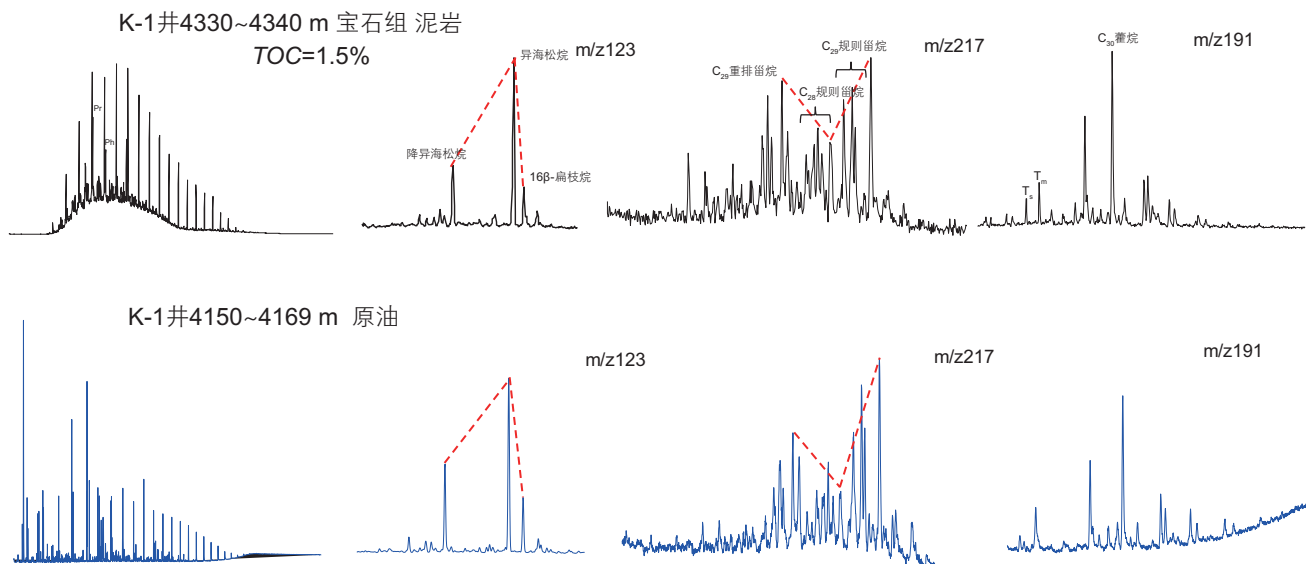 K-1井4330~4340 m 宝石组 泥岩
TOC=1.5%
Pr
Ph
m/z123
异海松烷
降异海松烷
16β-扁枝烷
m/z217
C29规则甾烷
C29重排甾烷
C28规则甾烷
m/z191
C30藿烷
Ts
Tm
K-1井4150~4169 m 原油
m/z123
m/z217
m/z191